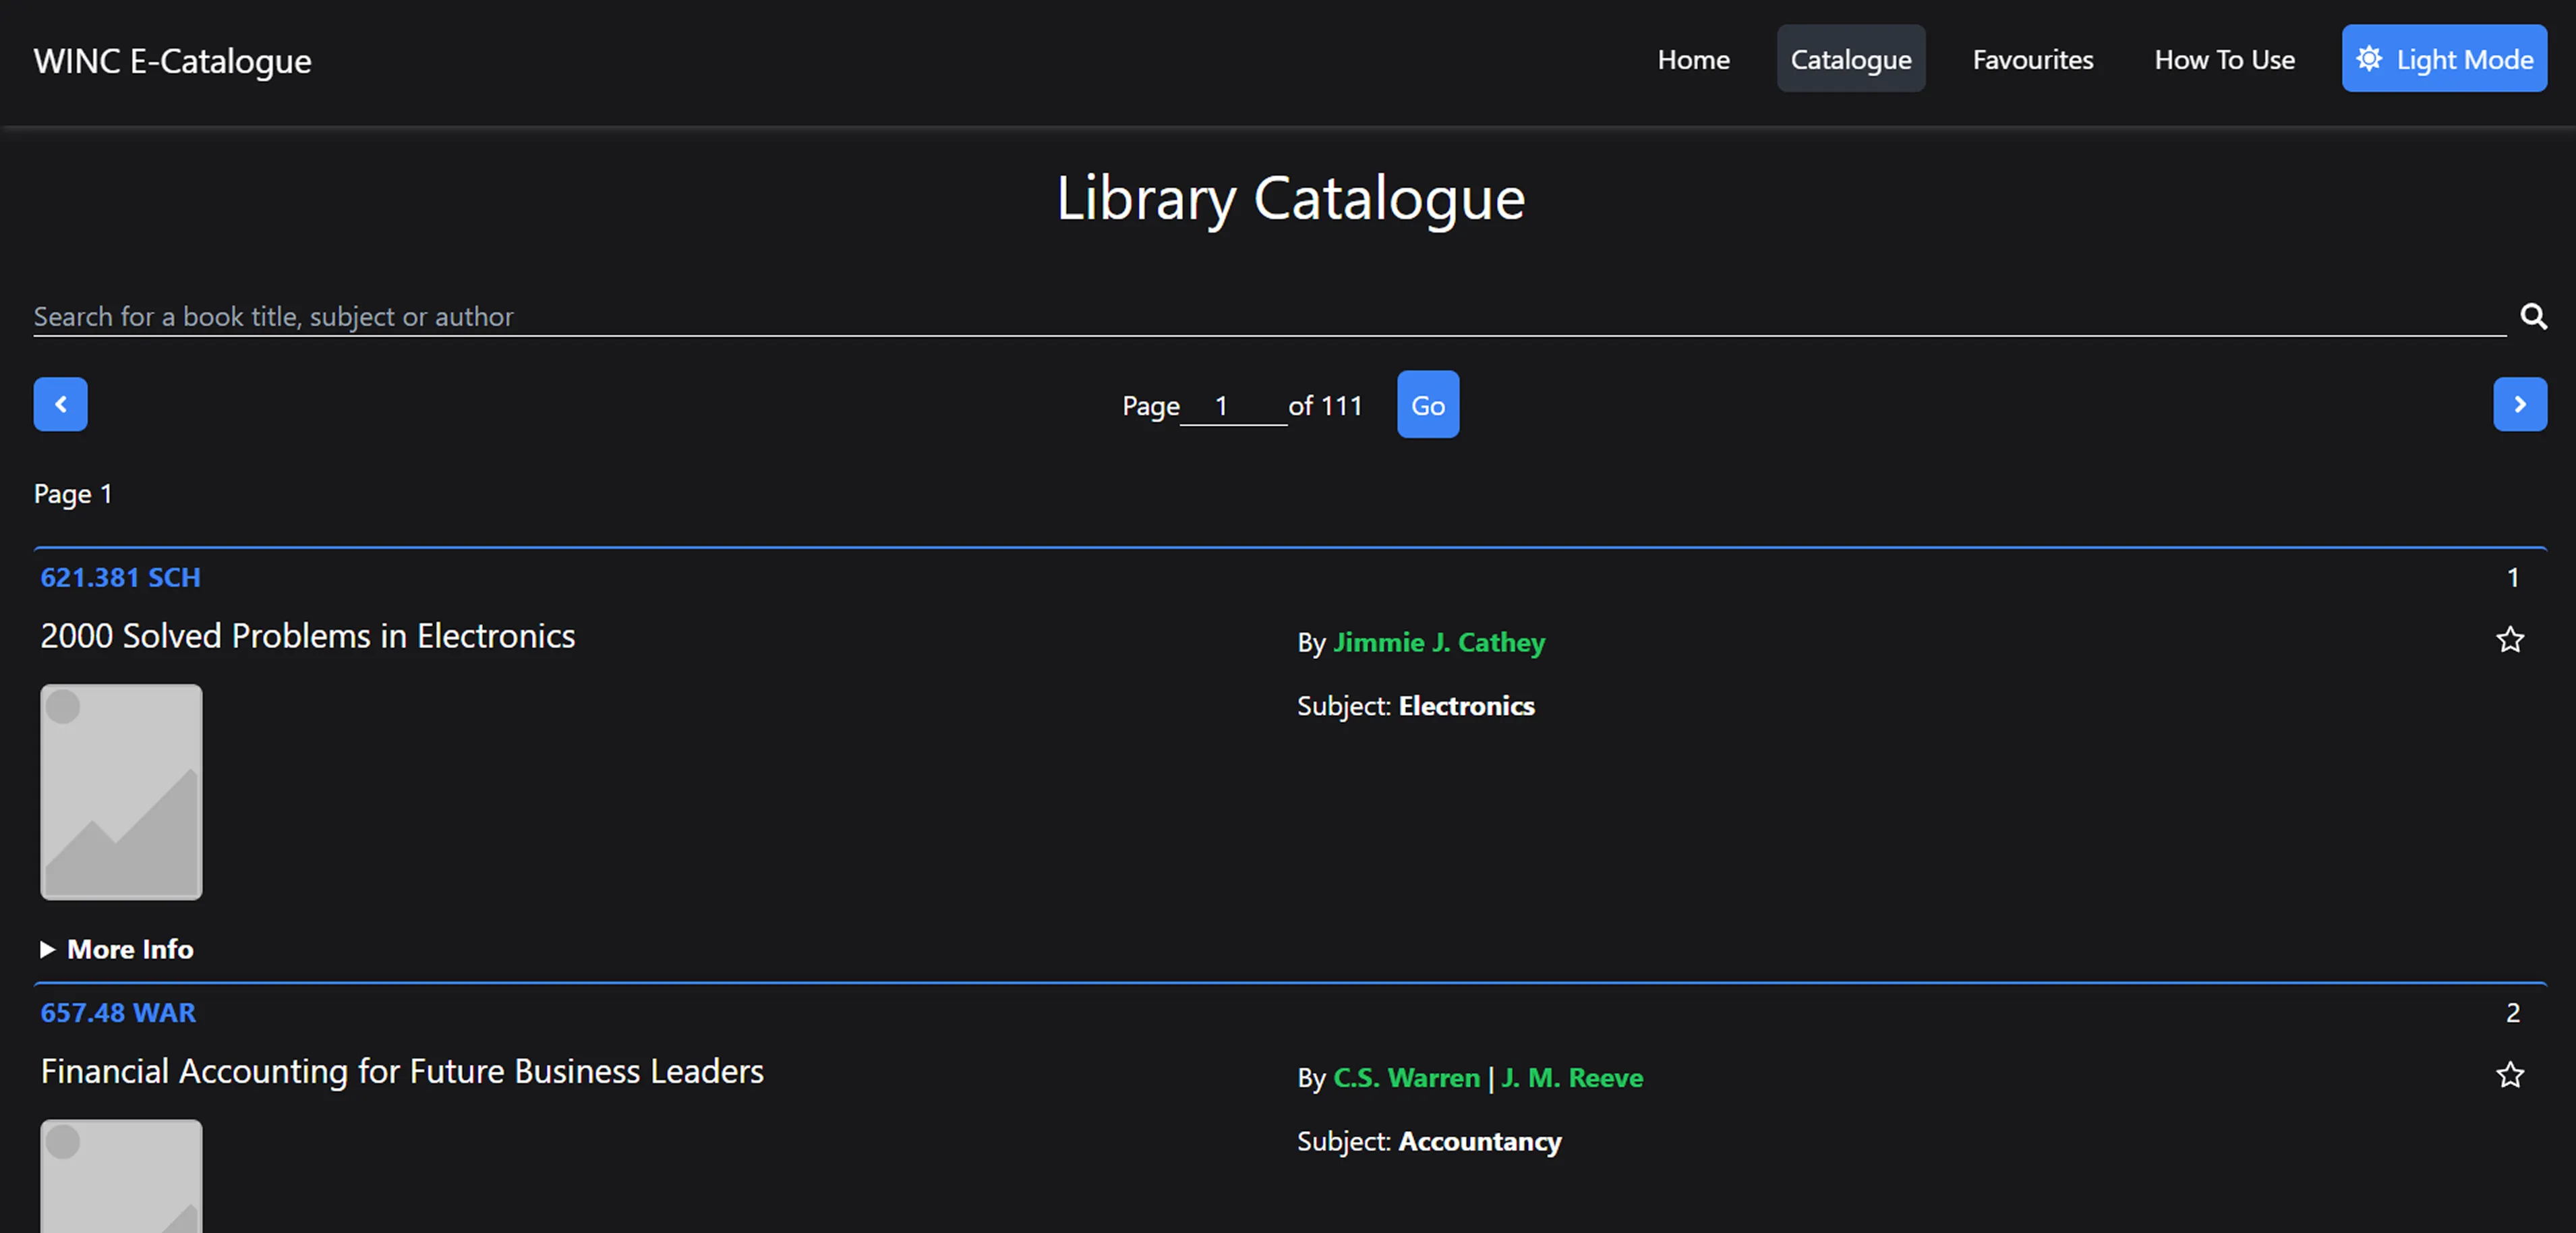 WINC E-Catalogue
Home Catalogue Favourites How To Use Light Mode
Library Catalogue
Search for a book title, subject or author
Page 1 of 111 Go
Page 1
621.381 SCH 1
2000 Solved Problems in Electronics
By Jimmie J. Cathey
Subject: Electronics
More Info
657.48 WAR 2
Financial Accounting for Future Business Leaders
By C.S. Warren | J. M. Reeve
Subject: Accountancy